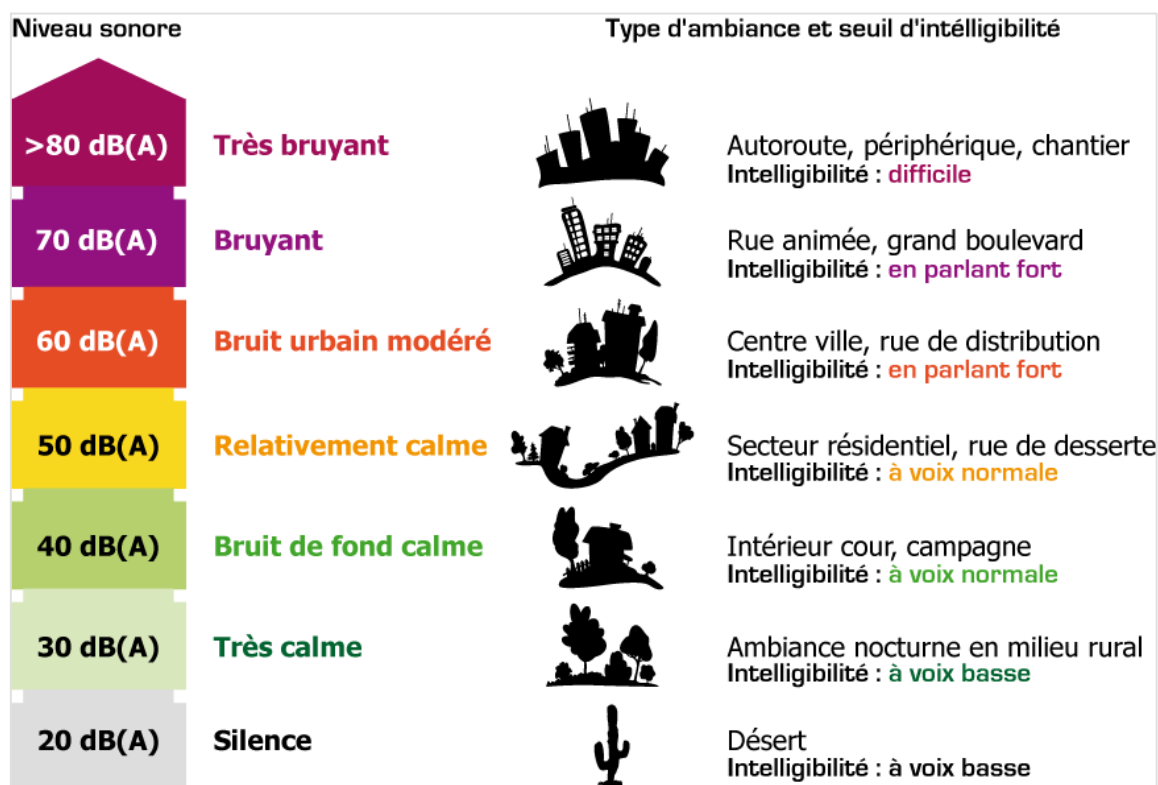 Niveau sonore
Type d'ambiance et seuil d'intélligibilité
>80 dB(A)
Très bruyant
Autoroute, périphérique, chantier
Intelligibilité : difficile
70 dB(A)
Bruyant
Rue animée, grand boulevard
Intelligibilité : en parlant fort
60 dB(A)
Bruit urbain modéré
Centre ville, rue de distribution
Intelligibilité : en parlant fort
50 dB(A)
Relativement calme
Secteur résidentiel, rue de desserte
Intelligibilité : à voix normale
40 dB(A)
Bruit de fond calme
Intérieur cour, campagne
Intelligibilité : à voix normale
30 dB(A)
Très calme
Ambiance nocturne en milieu rural
Intelligibilité : à voix basse
20 dB(A)
Silence
Désert
Intelligibilité : à voix basse